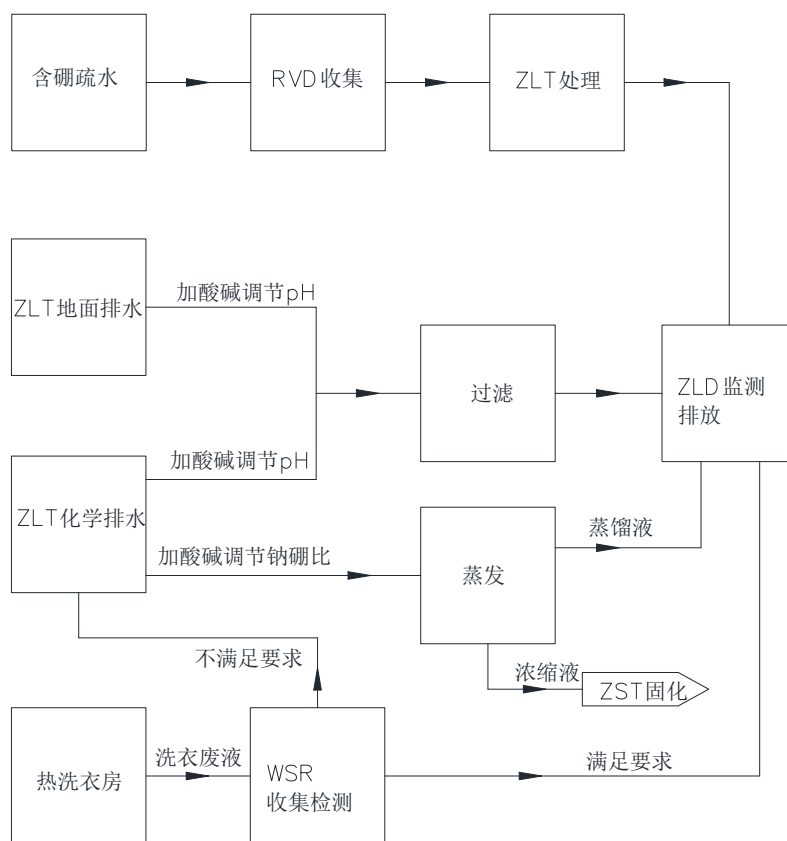 含硼疏水
RVD收集
ZLT处理
ZLT地面排水
加酸碱调节pH
过滤
ZLD监测
排放
加酸碱调节pH
ZLT化学排水
加酸碱调节钠硼比
蒸发
蒸馏液
不满足要求
浓缩液
ZST固化
热洗衣房
洗衣废液
WSR
收集检测
满足要求